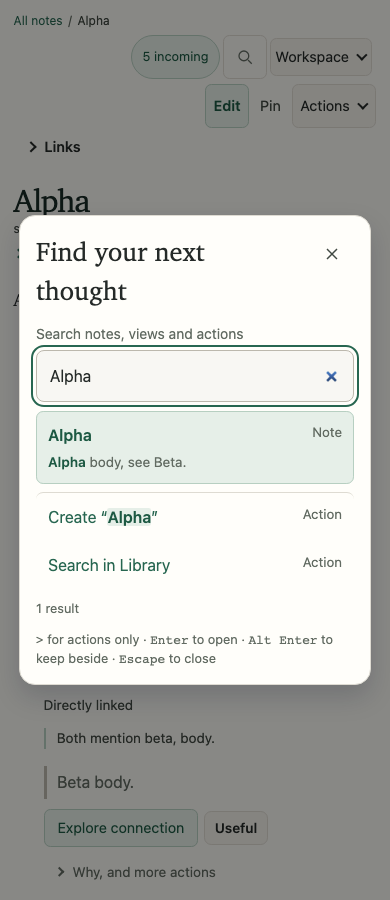 All notes / Alpha
5 incoming
Workspace
Edit
Pin
Actions
Links
Alpha
Find your next
thought
Search notes, views and actions
Alpha
Alpha
Note
Alpha body, see Beta.
Create “Alpha”
Action
Search in Library
Action
1 result
> for actions only · Enter to open · Alt Enter to
keep beside · Escape to close
Directly linked
Both mention beta, body.
Beta body.
Explore connection
Useful
Why, and more actions